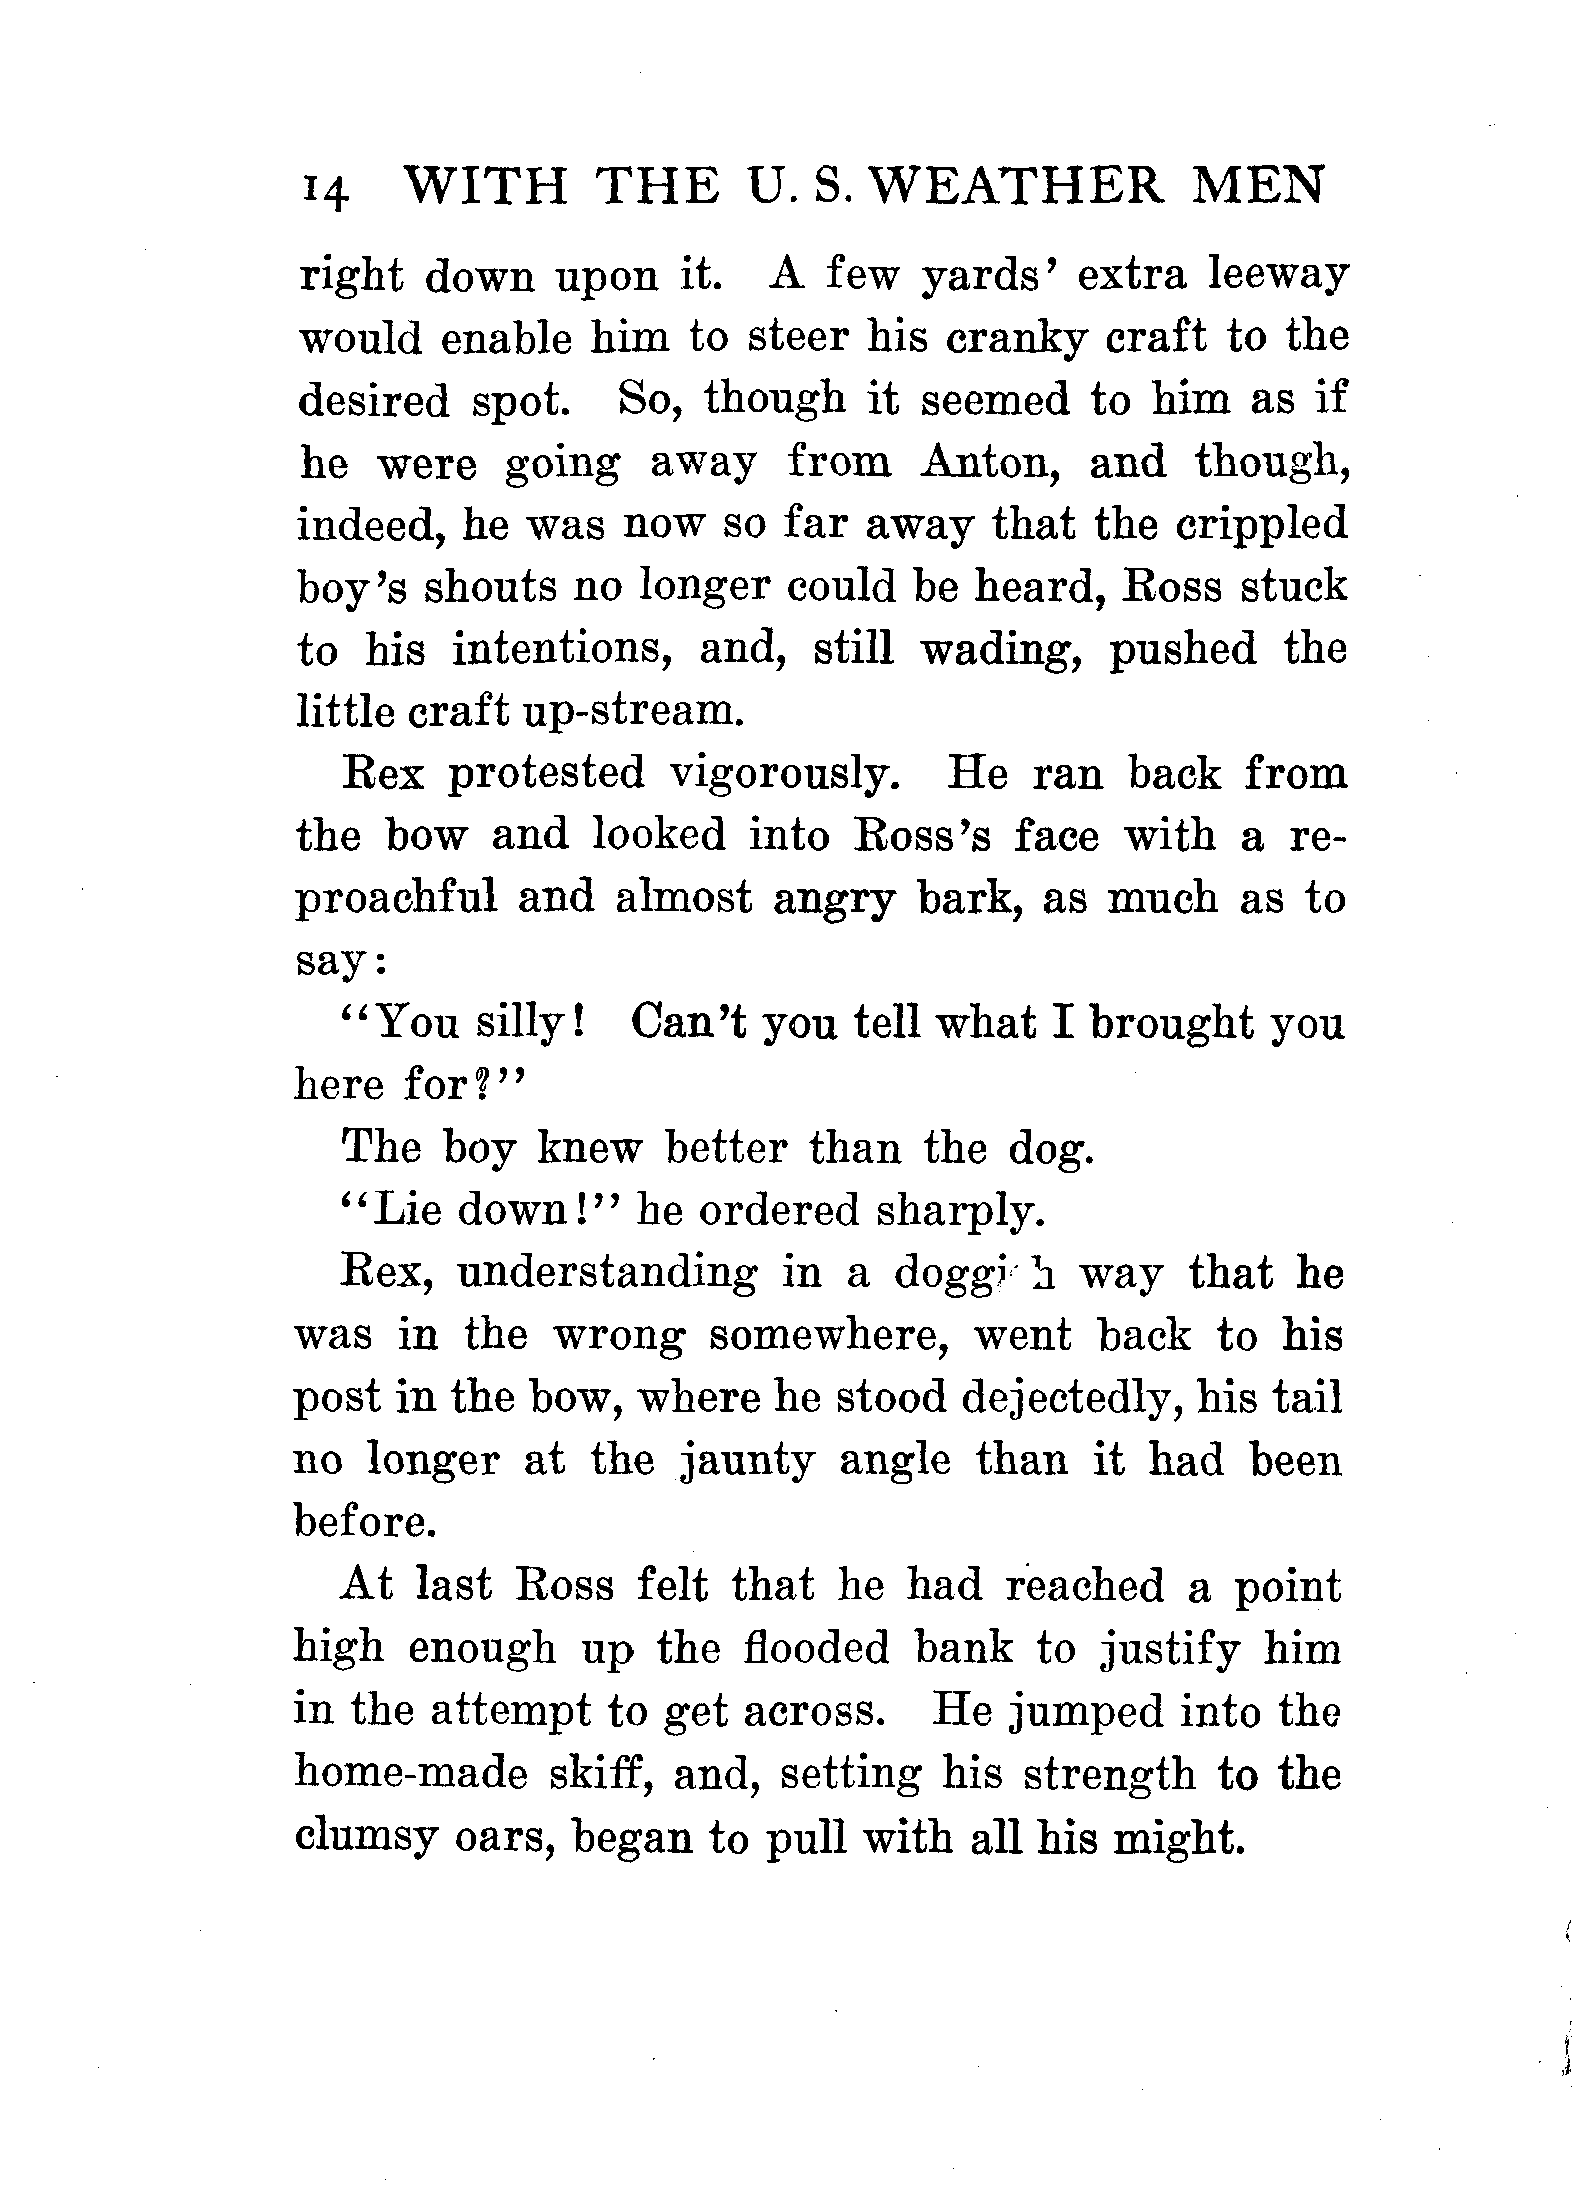 14 WITH THE U. S. WEATHER MEN
right down upon it. A few yards' extra leeway
would enable him to steer his cranky craft to the
desired spot. So, though it seemed to him as if
he were going away from Anton, and though,
indeed, he was now so far away that the crippled
boy's shouts no longer could be heard, Ross stuck
to his intentions, and, still wading, pushed the
little craft up-stream.
Rex protested vigorously. He ran back from
the bow and looked into Ross's face with a re-
proachful and almost angry bark, as much as to
say:
"You silly! Can't you tell what I brought you
here for?"
The boy knew better than the dog.
"Lie down!" he ordered sharply.
Rex, understanding in a doggish way that he
was in the wrong somewhere, went back to his
post in the bow, where he stood dejectedly, his tail
no longer at the jaunty angle than it had been
before.
At last Ross felt that he had reached a point
high enough up the flooded bank to justify him
in the attempt to get across. He jumped into the
home-made skiff, and, setting his strength to the
clumsy oars, began to pull with all his might.